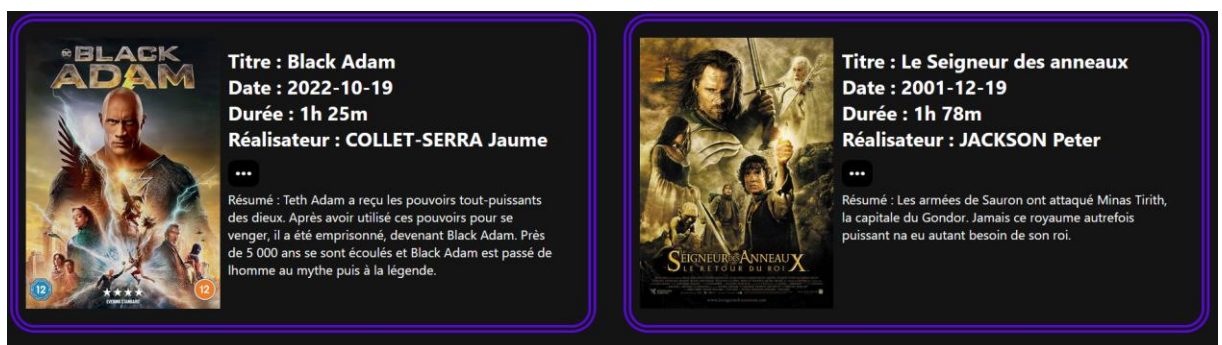 DC
BLACK
ADAM
12
★★★★
EVENING STANDARD
12
Titre : Black Adam
Date : 2022-10-19
Durée : 1h 25m
Réalisateur : COLLET-SERRA Jaume
•••
Résumé : Teth Adam a reçu les pouvoirs tout-puissants
des dieux. Après avoir utilisé ces pouvoirs pour se
venger, il a été emprisonné, devenant Black Adam. Près
de 5 000 ans se sont écoulés et Black Adam est passé de
lhomme au mythe puis à la légende.
SEIGNEUR DES ANNEAUX
LE RETOUR DU ROI
Titre : Le Seigneur des anneaux
Date : 2001-12-19
Durée : 1h 78m
Réalisateur : JACKSON Peter
•••
Résumé : Les armées de Sauron ont attaqué Minas Tirith,
la capitale du Gondor. Jamais ce royaume autrefois
puissant na eu autant besoin de son roi.